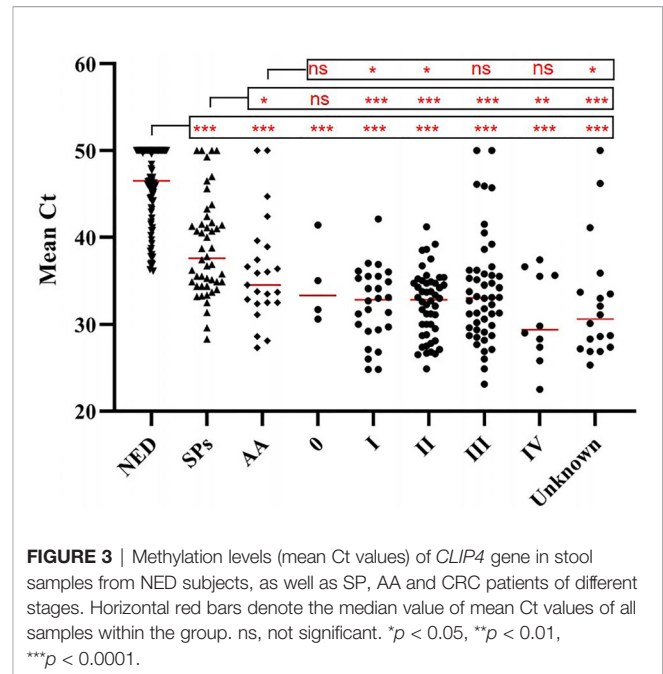 60
ns * * ns ns *
* ns *** *** *** ** ***
*** *** *** *** *** *** *** ***
50
40
30
20
Mean Ct
NED SPs AA 0 I II III IV Unknown
FIGURE 3 | Methylation levels (mean Ct values) of CLIP4 gene in stool
samples from NED subjects, as well as SP, AA and CRC patients of different
stages. Horizontal red bars denote the median value of mean Ct values of all
samples within the group. ns, not significant. *p < 0.05, **p < 0.01,
***p < 0.0001.